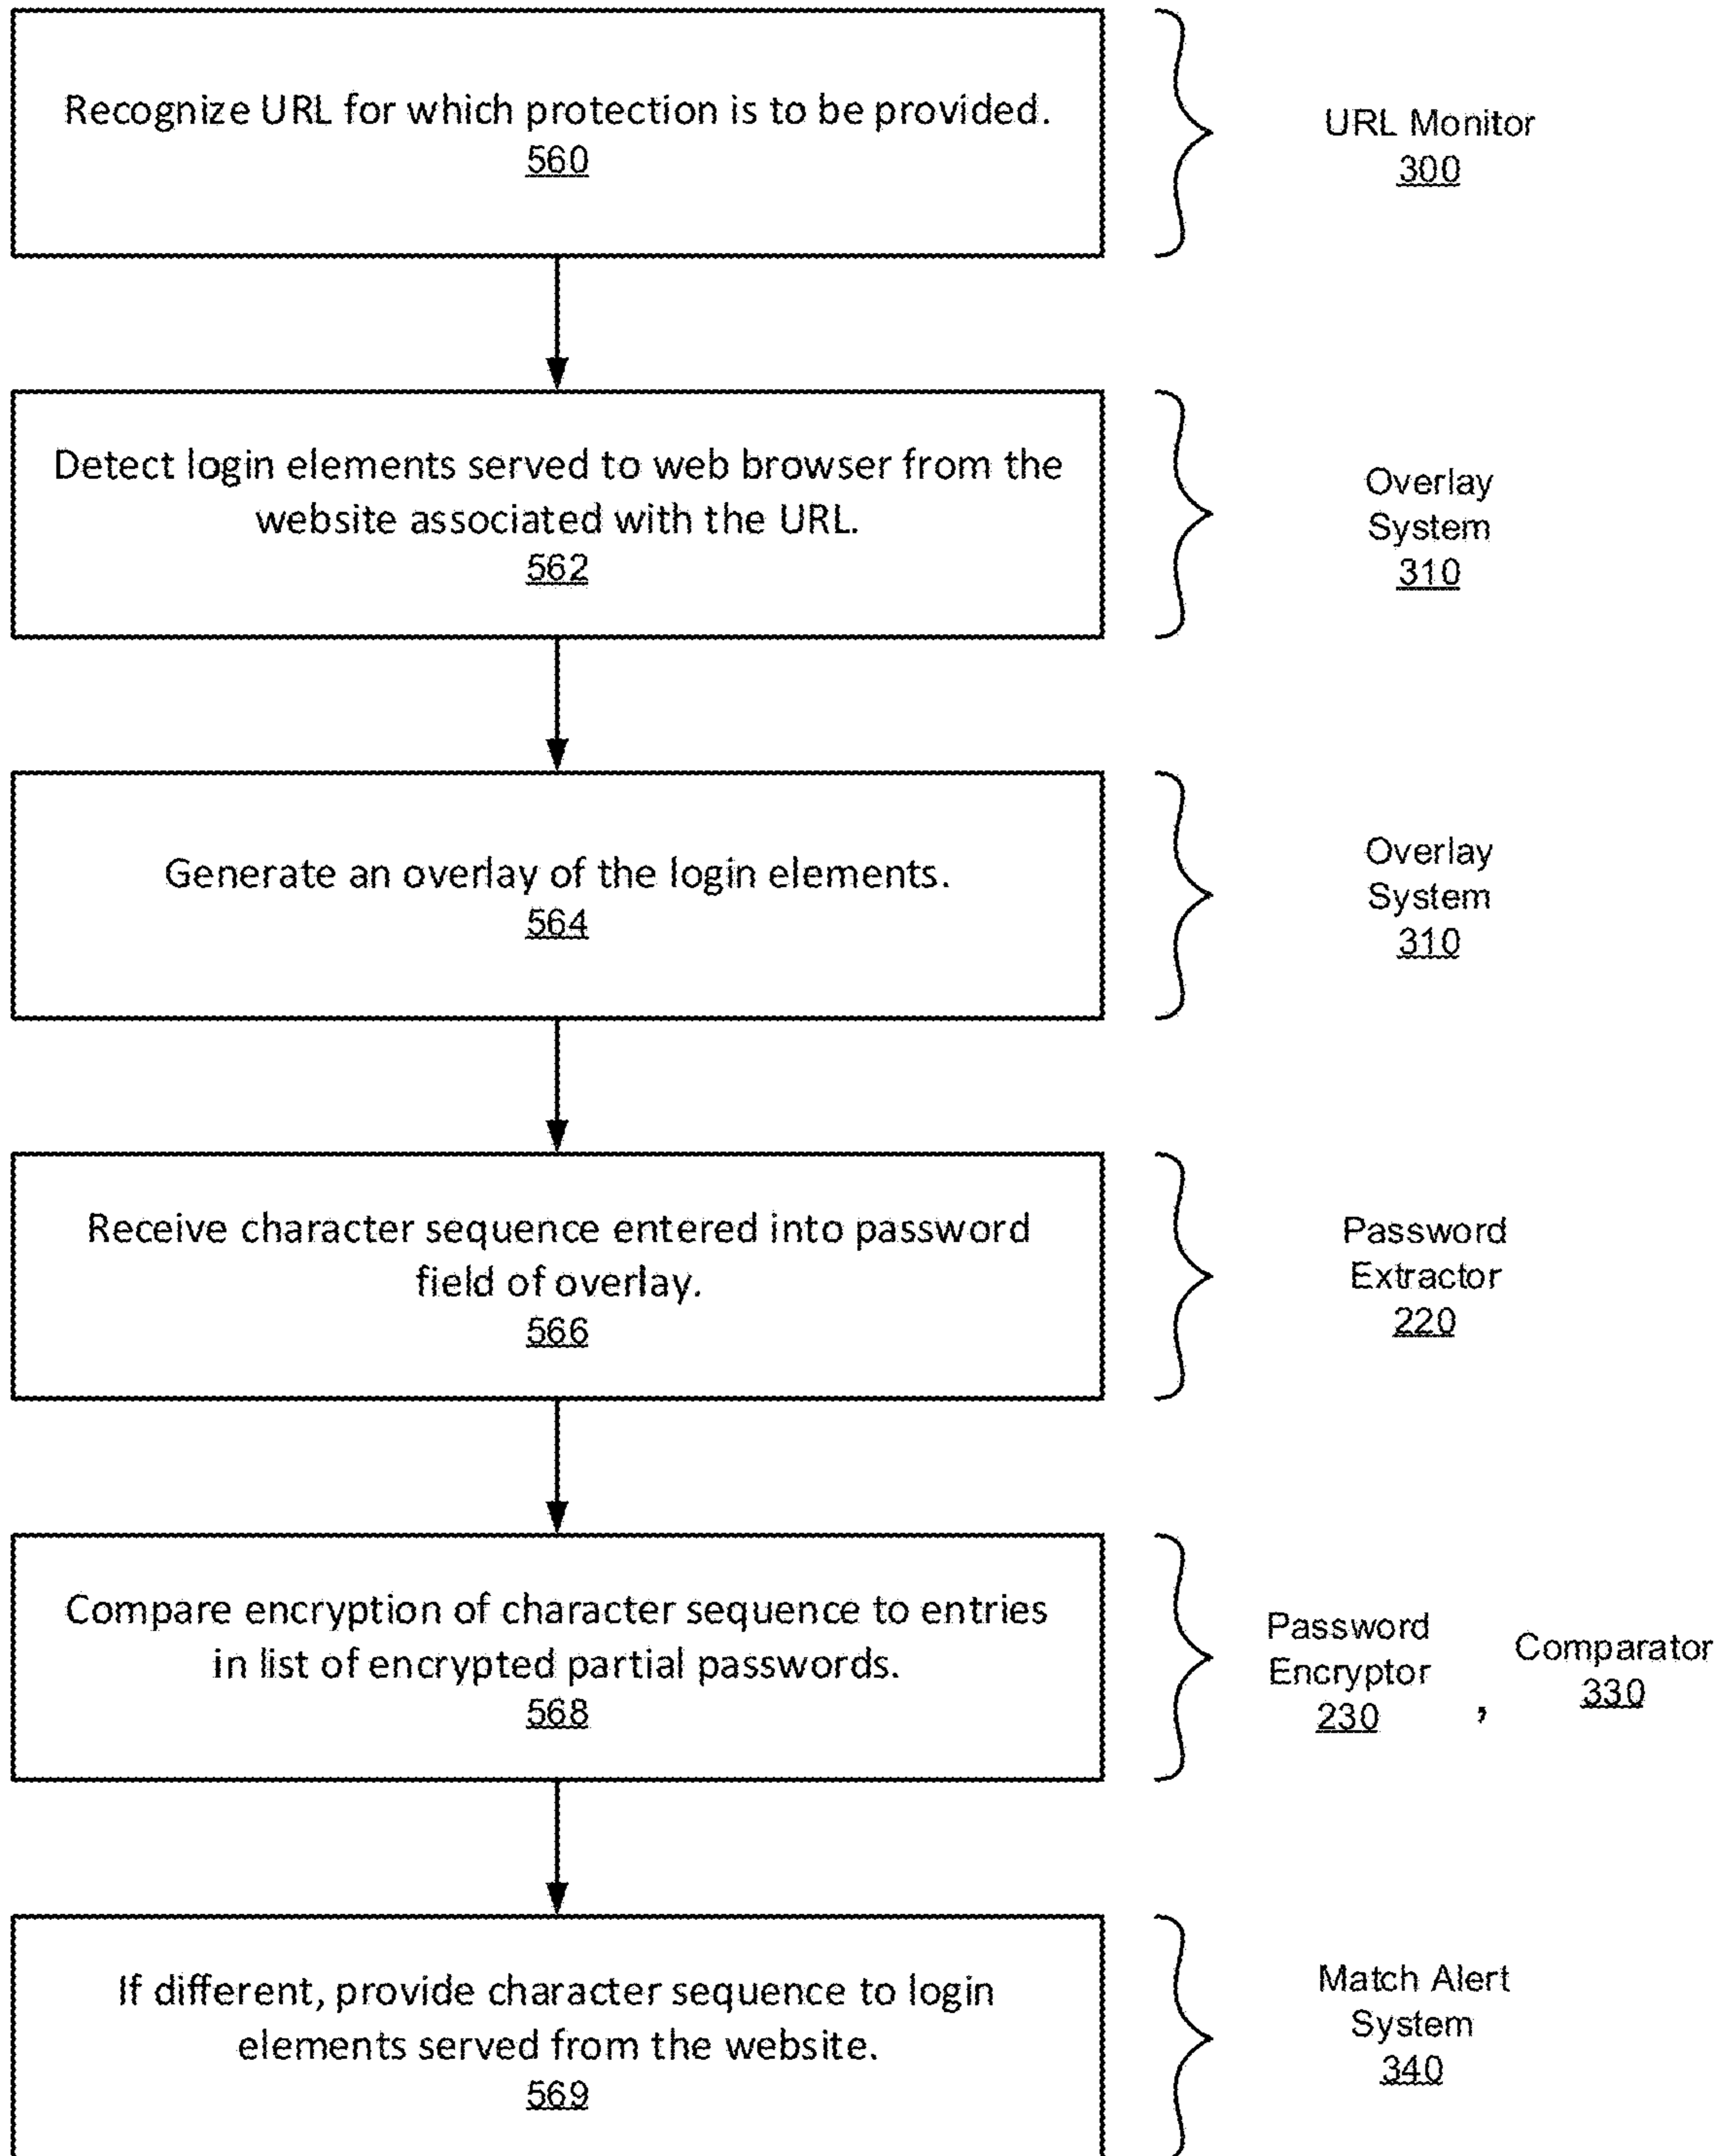 Recognize URL for which protection is to be provided.
560
URL Monitor
300
Detect login elements served to web browser from the
website associated with the URL.
562
Overlay
System
310
Generate an overlay of the login elements.
564
Overlay
System
310
Receive character sequence entered into password
field of overlay.
566
Password
Extractor
220
Compare encryption of character sequence to entries
in list of encrypted partial passwords.
568
Password
Encryptor
230
,
Comparator
330
If different, provide character sequence to login
elements served from the website.
569
Match Alert
System
340